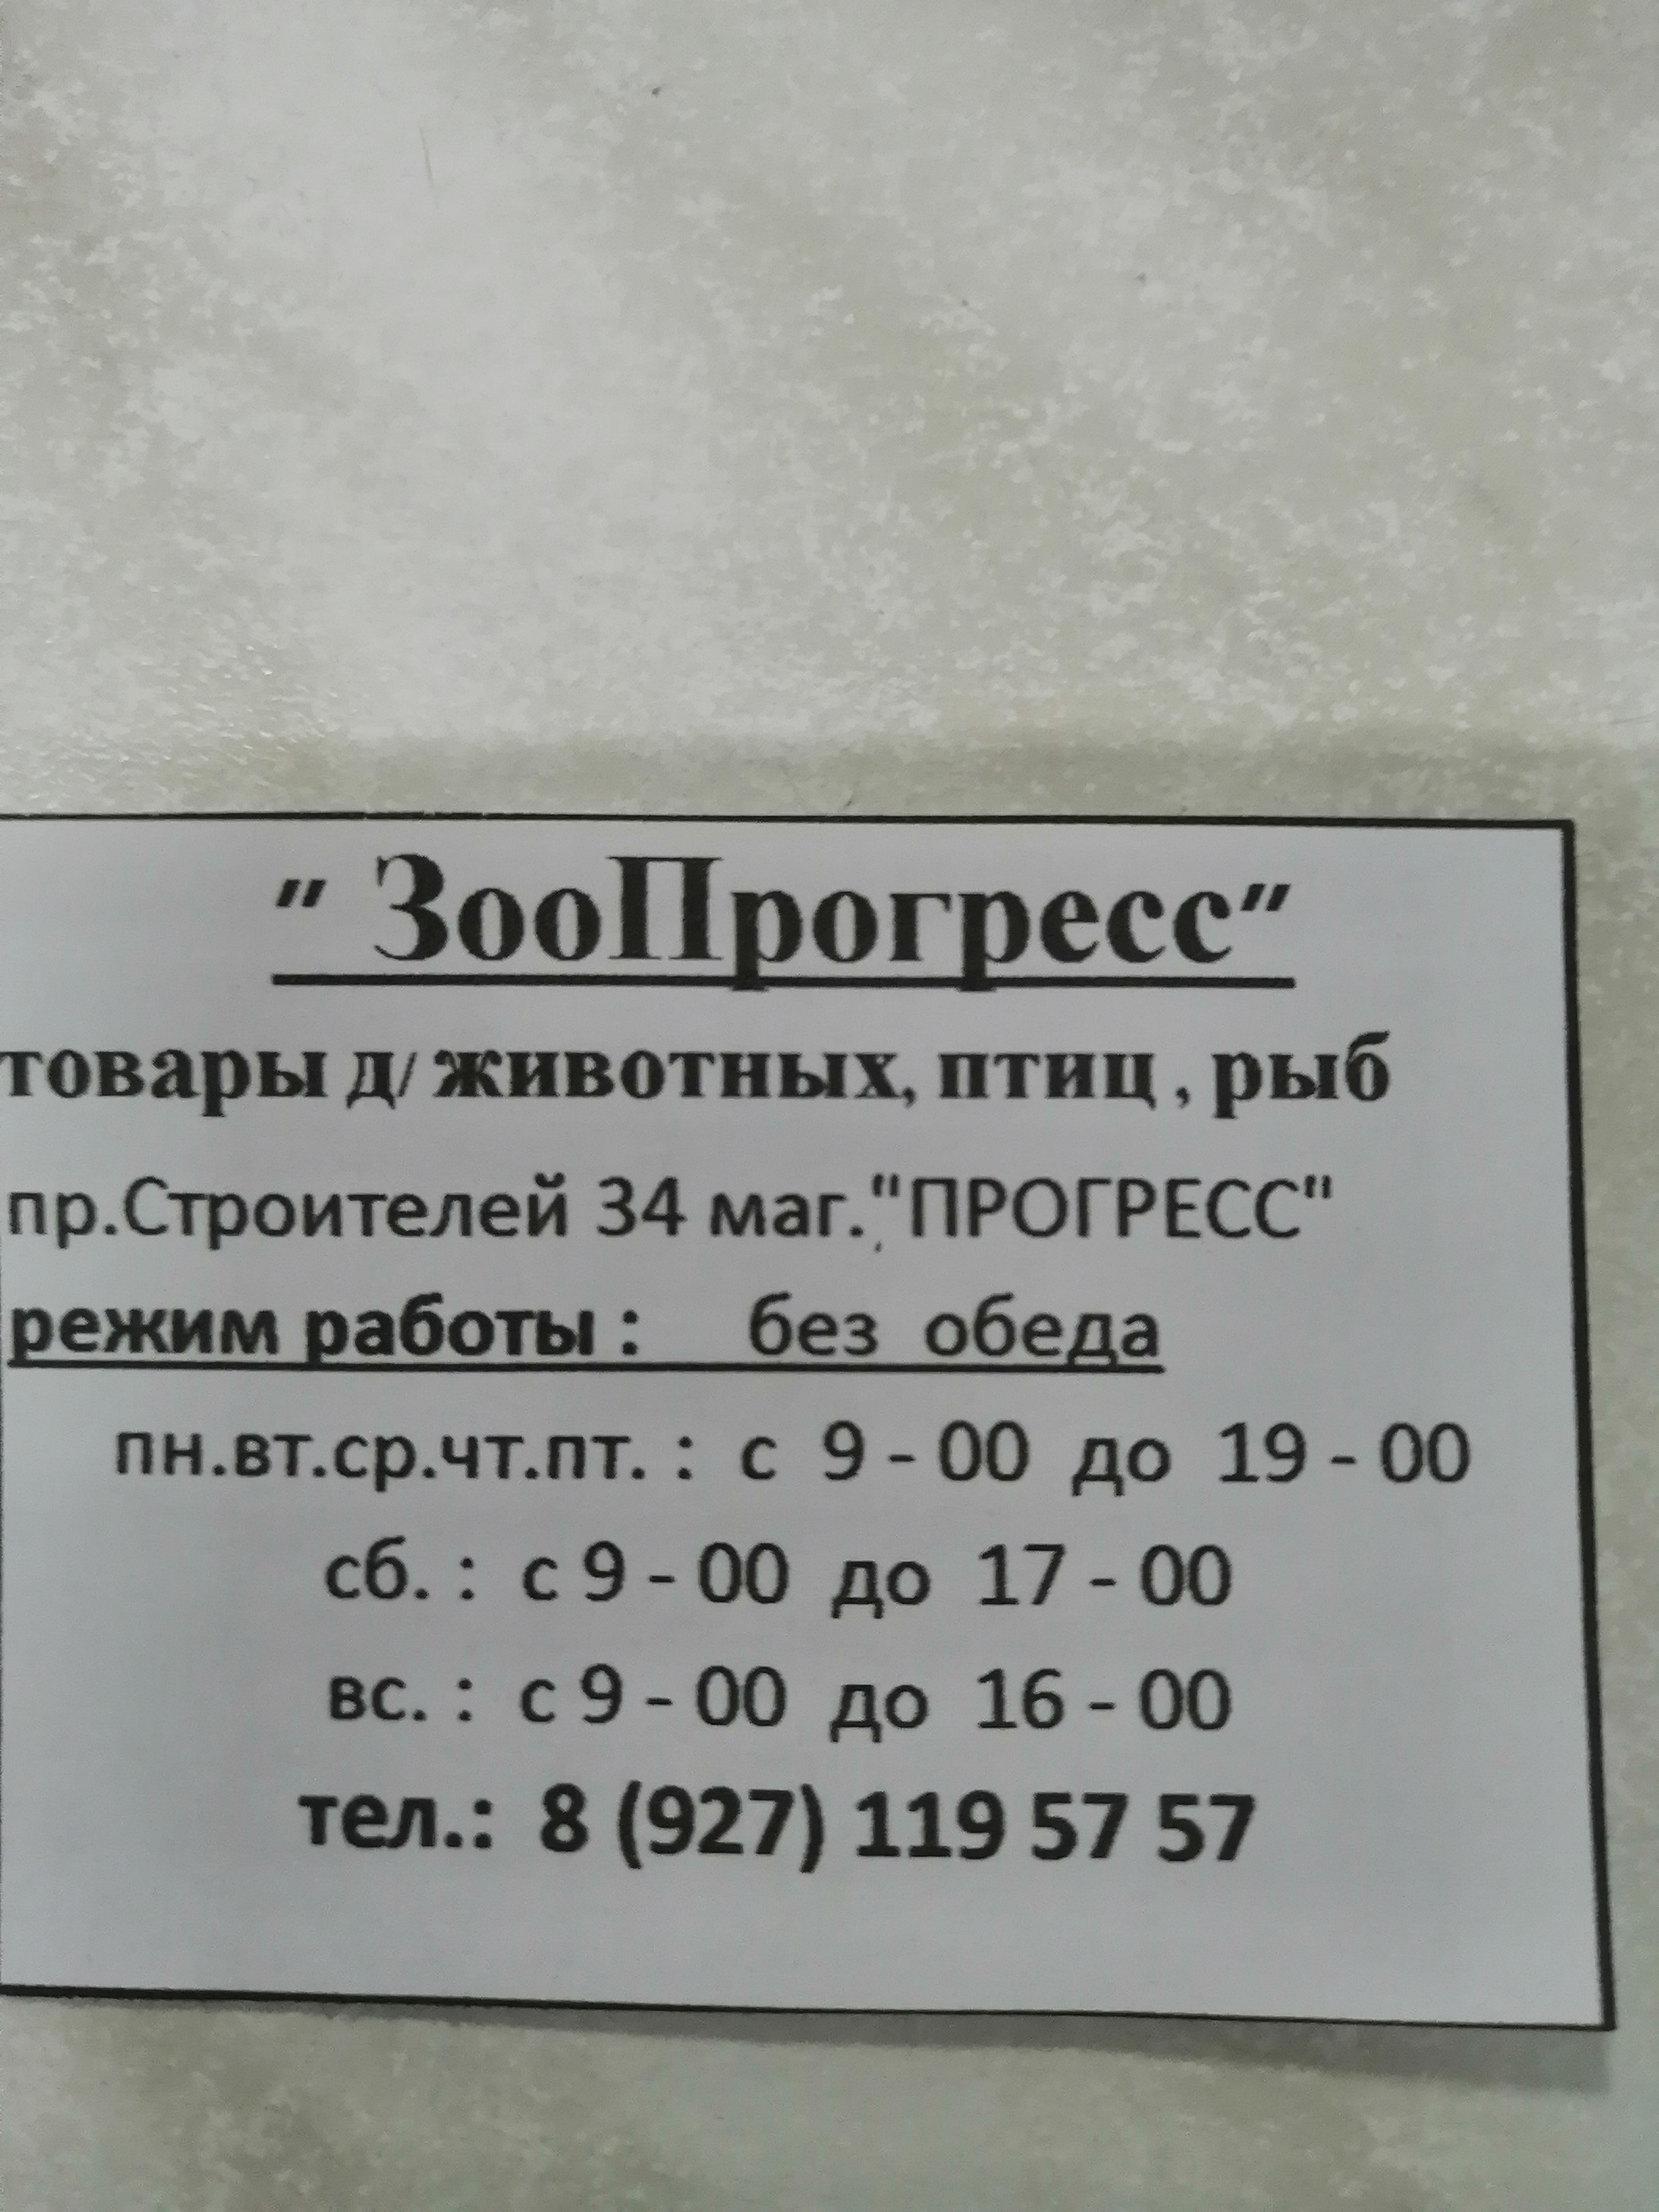 " ЗооПрогресс"
товары д/ животных, птиц , рыб
пр.Строителей 34 маг."ПРОГРЕСС"
режим работы : без обеда
пн.вт.ср.чт.пт. : с 9 - 00 до 19 - 00
сб. : с 9 - 00 до 17 - 00
вс. : с 9 - 00 до 16 - 00
тел.: 8 (927) 119 57 57